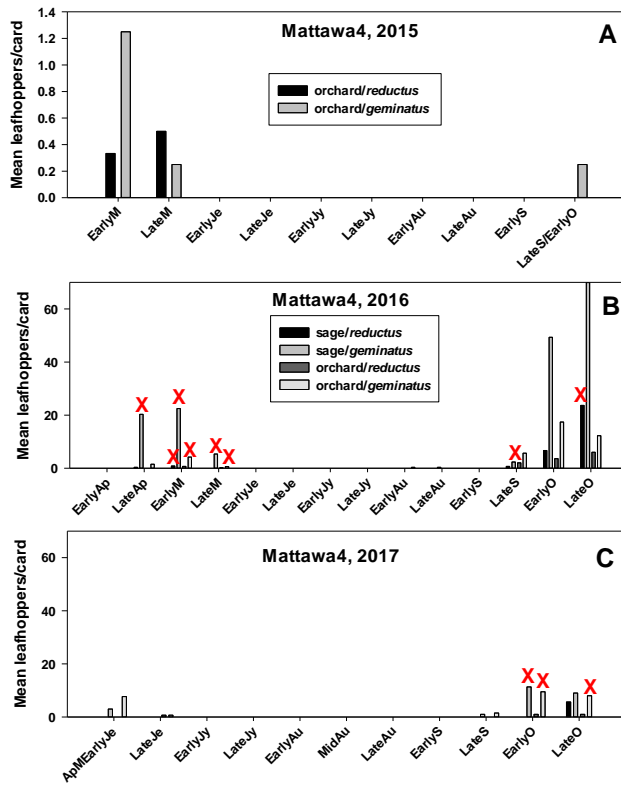 Mattawa4, 2015
A
Mean leafhoppers/card
1.4
1.2
1.0
0.8
0.6
0.4
0.2
0.0
orchard/reductus
orchard/geminatus
EarlyM
LateM
EarlyJe
LateJe
EarlyJy
LateJy
EarlyAu
LateAu
EarlyS
LateS/EarlyO
Mattawa4, 2016
B
Mean leafhoppers/card
60
40
20
0
sage/reductus
sage/geminatus
orchard/reductus
orchard/geminatus
X
X
X
X
X
X
X
X
EarlyAp
LateAp
EarlyM
LateM
EarlyJe
LateJe
EarlyJy
LateJy
EarlyAu
LateAu
EarlyS
LateS
EarlyO
LateO
Mattawa4, 2017
C
Mean leafhoppers/card
60
40
20
0
X
X
X
ApMEarlyJe
LateJe
EarlyJy
LateJy
EarlyAu
MidAu
LateAu
EarlyS
LateS
EarlyO
LateO